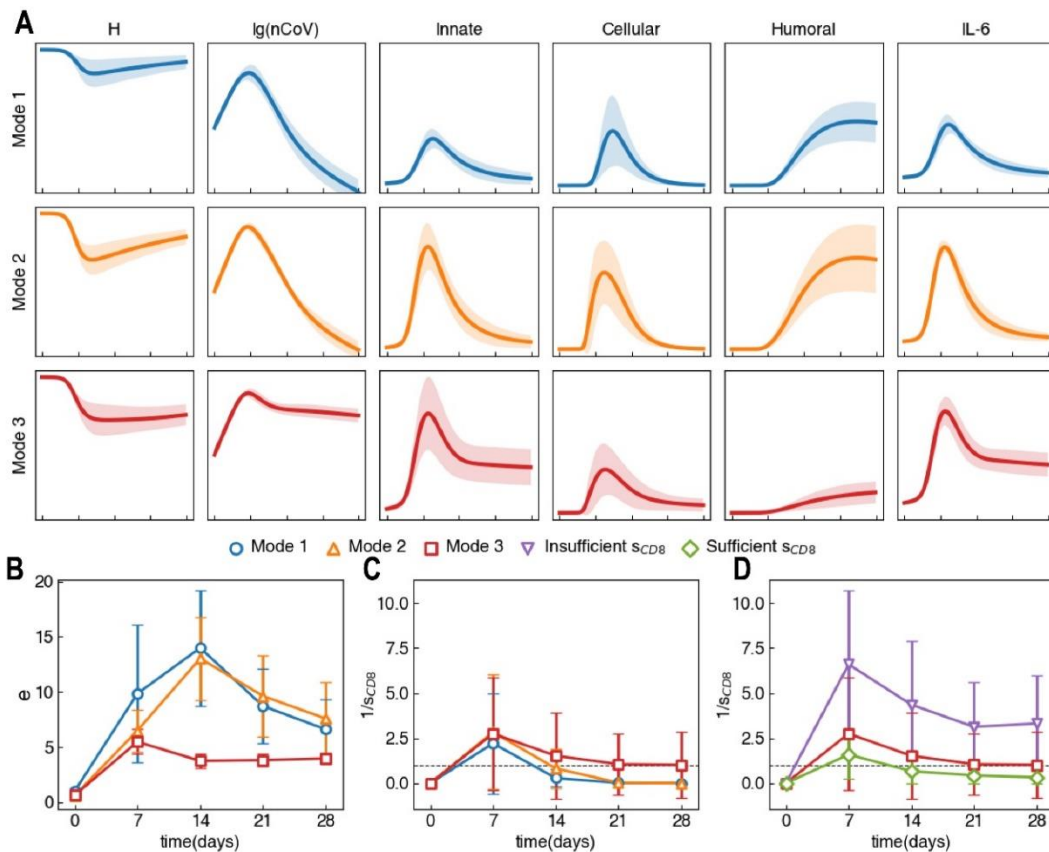 A
H Ig(nCoV) Innate Cellular Humoral IL-6
Mode 1
Mode 2
Mode 3
Mode 1 Mode 2 Mode 3 Insufficient sCD8 Sufficient sCD8
B C D
20
15
10
5
0
e
0 7 14 21 28
time(days)
10.0
7.5
5.0
2.5
0.0
1/sCD8
0 7 14 21 28
time(days)
10.0
7.5
5.0
2.5
0.0
1/sCD8
0 7 14 21 28
time(days)